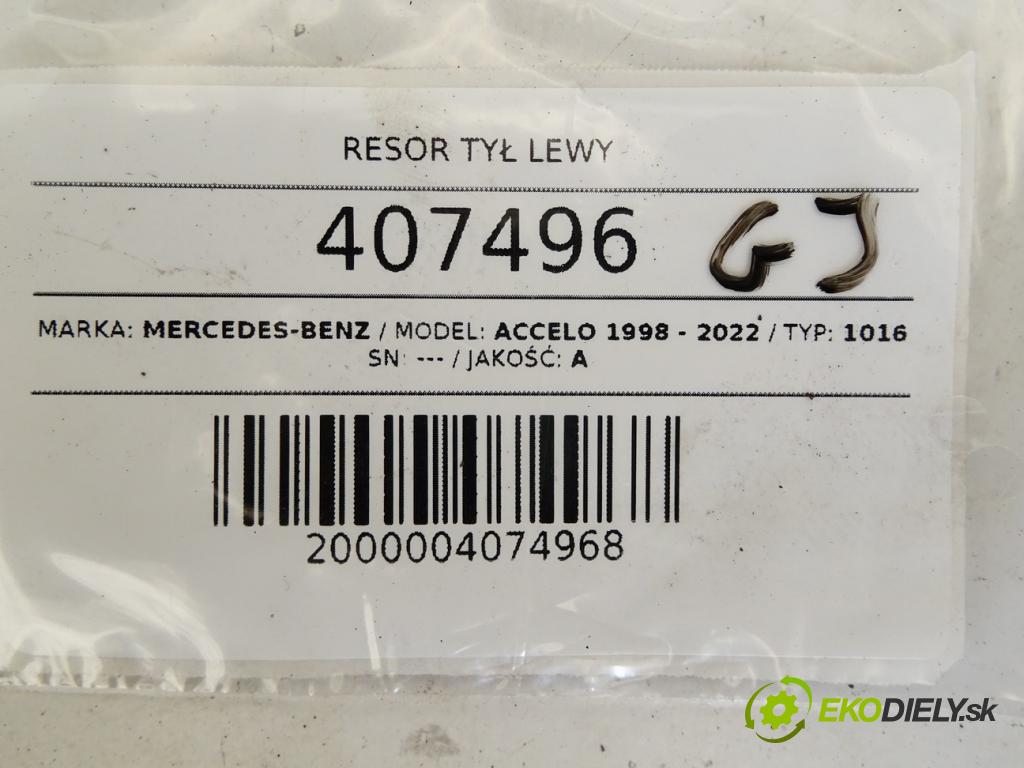 RESOR TYŁ LEWY
407496 GJ
MARKA: MERCEDES-BENZ / MODEL: ACCELO 1998 - 2022 / TYP: 1016
SN: --- / JAKOŚĆ: A
2000004074968
EKODIELY.sk